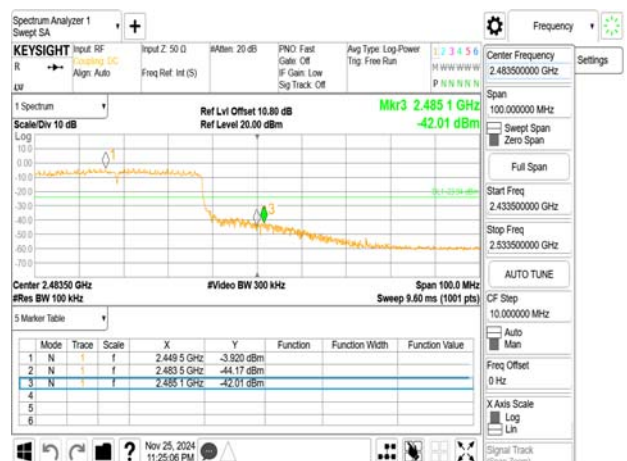 Spectrum Analyzer 1
Swept SA
Frequency
KEYSIGHT
R
Input: RF
Coupling: DC
Align: Auto
Input Z: 50 Ω
Freq Ref: Int (S)
#Atten: 20 dB
PNO: Fast
Gate: Off
IF Gain: Low
Sig Track: Off
Avg Type: Log-Power
Trig: Free Run
1 2 3 4 5 6
M W W W W W
P N N N N N
Center Frequency
2.483500000 GHz
Settings
1 Spectrum
Scale/Div 10 dB
Log
Ref Lvl Offset 10.80 dB
Ref Level 20.00 dBm
Mkr3 2.485 1 GHz
-42.01 dBm
10.0
0.00
-10.0
-20.0
-30.0
-40.0
-50.0
-60.0
-70.0
1
3
Center 2.48350 GHz
#Res BW 100 kHz
#Video BW 300 kHz
Span 100.0 MHz
Sweep 9.60 ms (1001 pts)
Span
100.000000 MHz
Swept Span
Zero Span
Full Span
Start Freq
2.433500000 GHz
Stop Freq
2.533500000 GHz
AUTO TUNE
CF Step
10.000000 MHz
Auto
Man
Freq Offset
0 Hz
X Axis Scale
Log
Lin
Signal Track
5 Marker Table
Mode Trace Scale X Y Function Function Width Function Value
1 N 1 f 2.449 5 GHz -3.920 dBm
2 N 1 f 2.483 5 GHz -44.17 dBm
3 N 1 f 2.485 1 GHz -42.01 dBm
4
5
6
?
Nov 25, 2024
11:25:06 PM